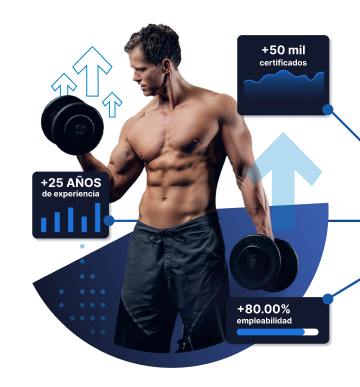 +50 mil
certificados
+25 AÑOS
de experiencia
+80.00%
empleabilidad